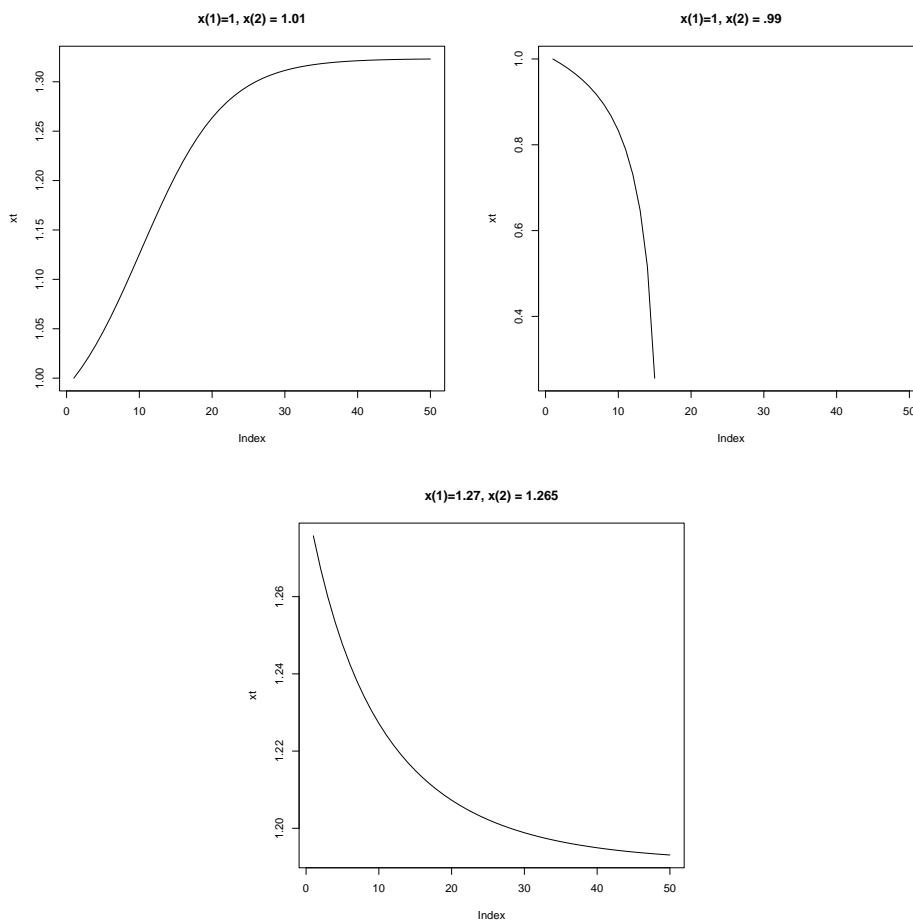 x(1)=1, x(2) = 1.01
xt
1.00 1.05 1.10 1.15 1.20 1.25 1.30
0 10 20 30 40 50
Index
x(1)=1, x(2) = .99
xt
0.4 0.6 0.8 1.0
0 10 20 30 40 50
Index
x(1)=1.27, x(2) = 1.265
xt
1.20 1.22 1.24 1.26
0 10 20 30 40 50
Index